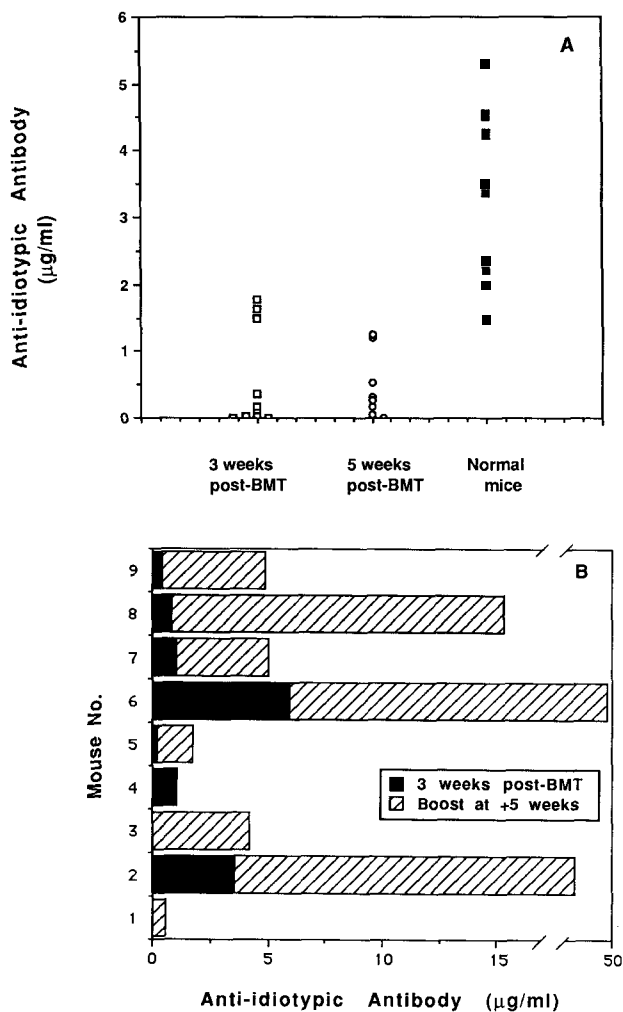 A
6
5
4
3
2
1
0
Anti-idiotypic Antibody
(µg/ml)
3 weeks
post-BMT
5 weeks
post-BMT
Normal
mice
B
9
8
7
6
5
4
3
2
1
Mouse No.
3 weeks post-BMT
Boost at +5 weeks
0
5
10
15
50
Anti-idiotypic Antibody (µg/ml)